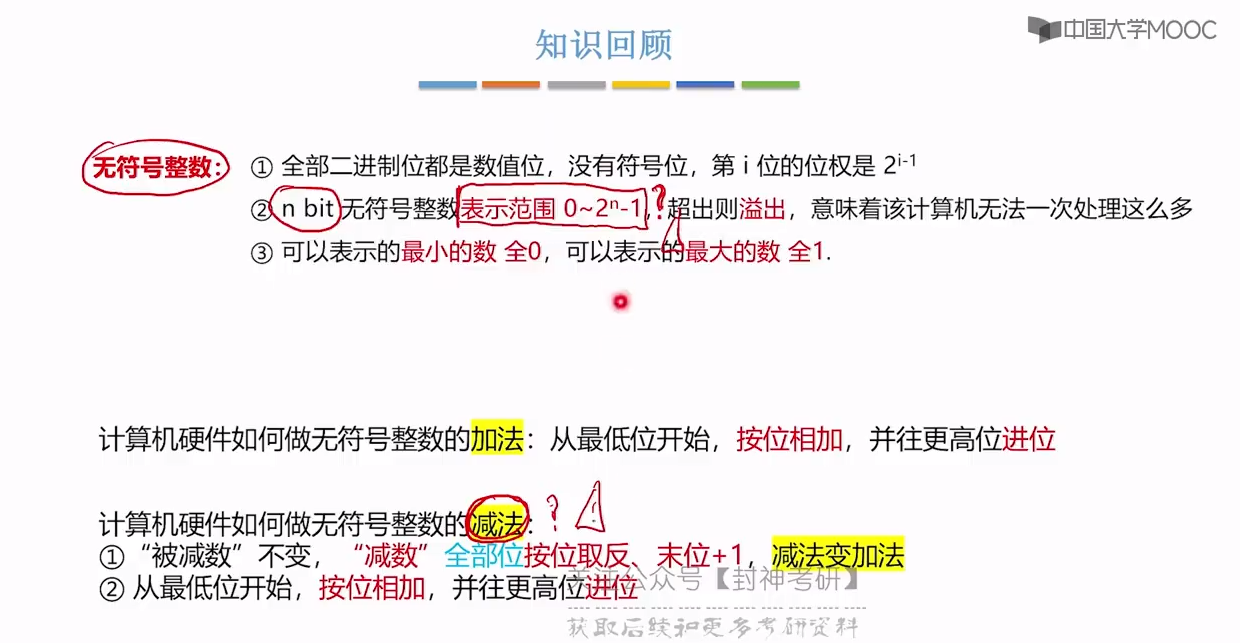 中国大学MOOC
知识回顾
无符号整数： ① 全部二进制位都是数值位，没有符号位，第 i 位的位权是 2^{i-1}
② n bit 无符号整数表示范围 0~2ⁿ-1，?超出则溢出，意味着该计算机无法一次处理这么多
③ 可以表示的最小的数 全0，可以表示的最大的数 全1.
计算机硬件如何做无符号整数的加法：从最低位开始，按位相加，并往更高位进位
计算机硬件如何做无符号整数的减法： ? !
①“被减数”不变，“减数”全部位按位取反、末位+1，减法变加法
② 从最低位开始，按位相加，并往更高位进位
关注公众号【封神考研】
获取后续和更多考研资料